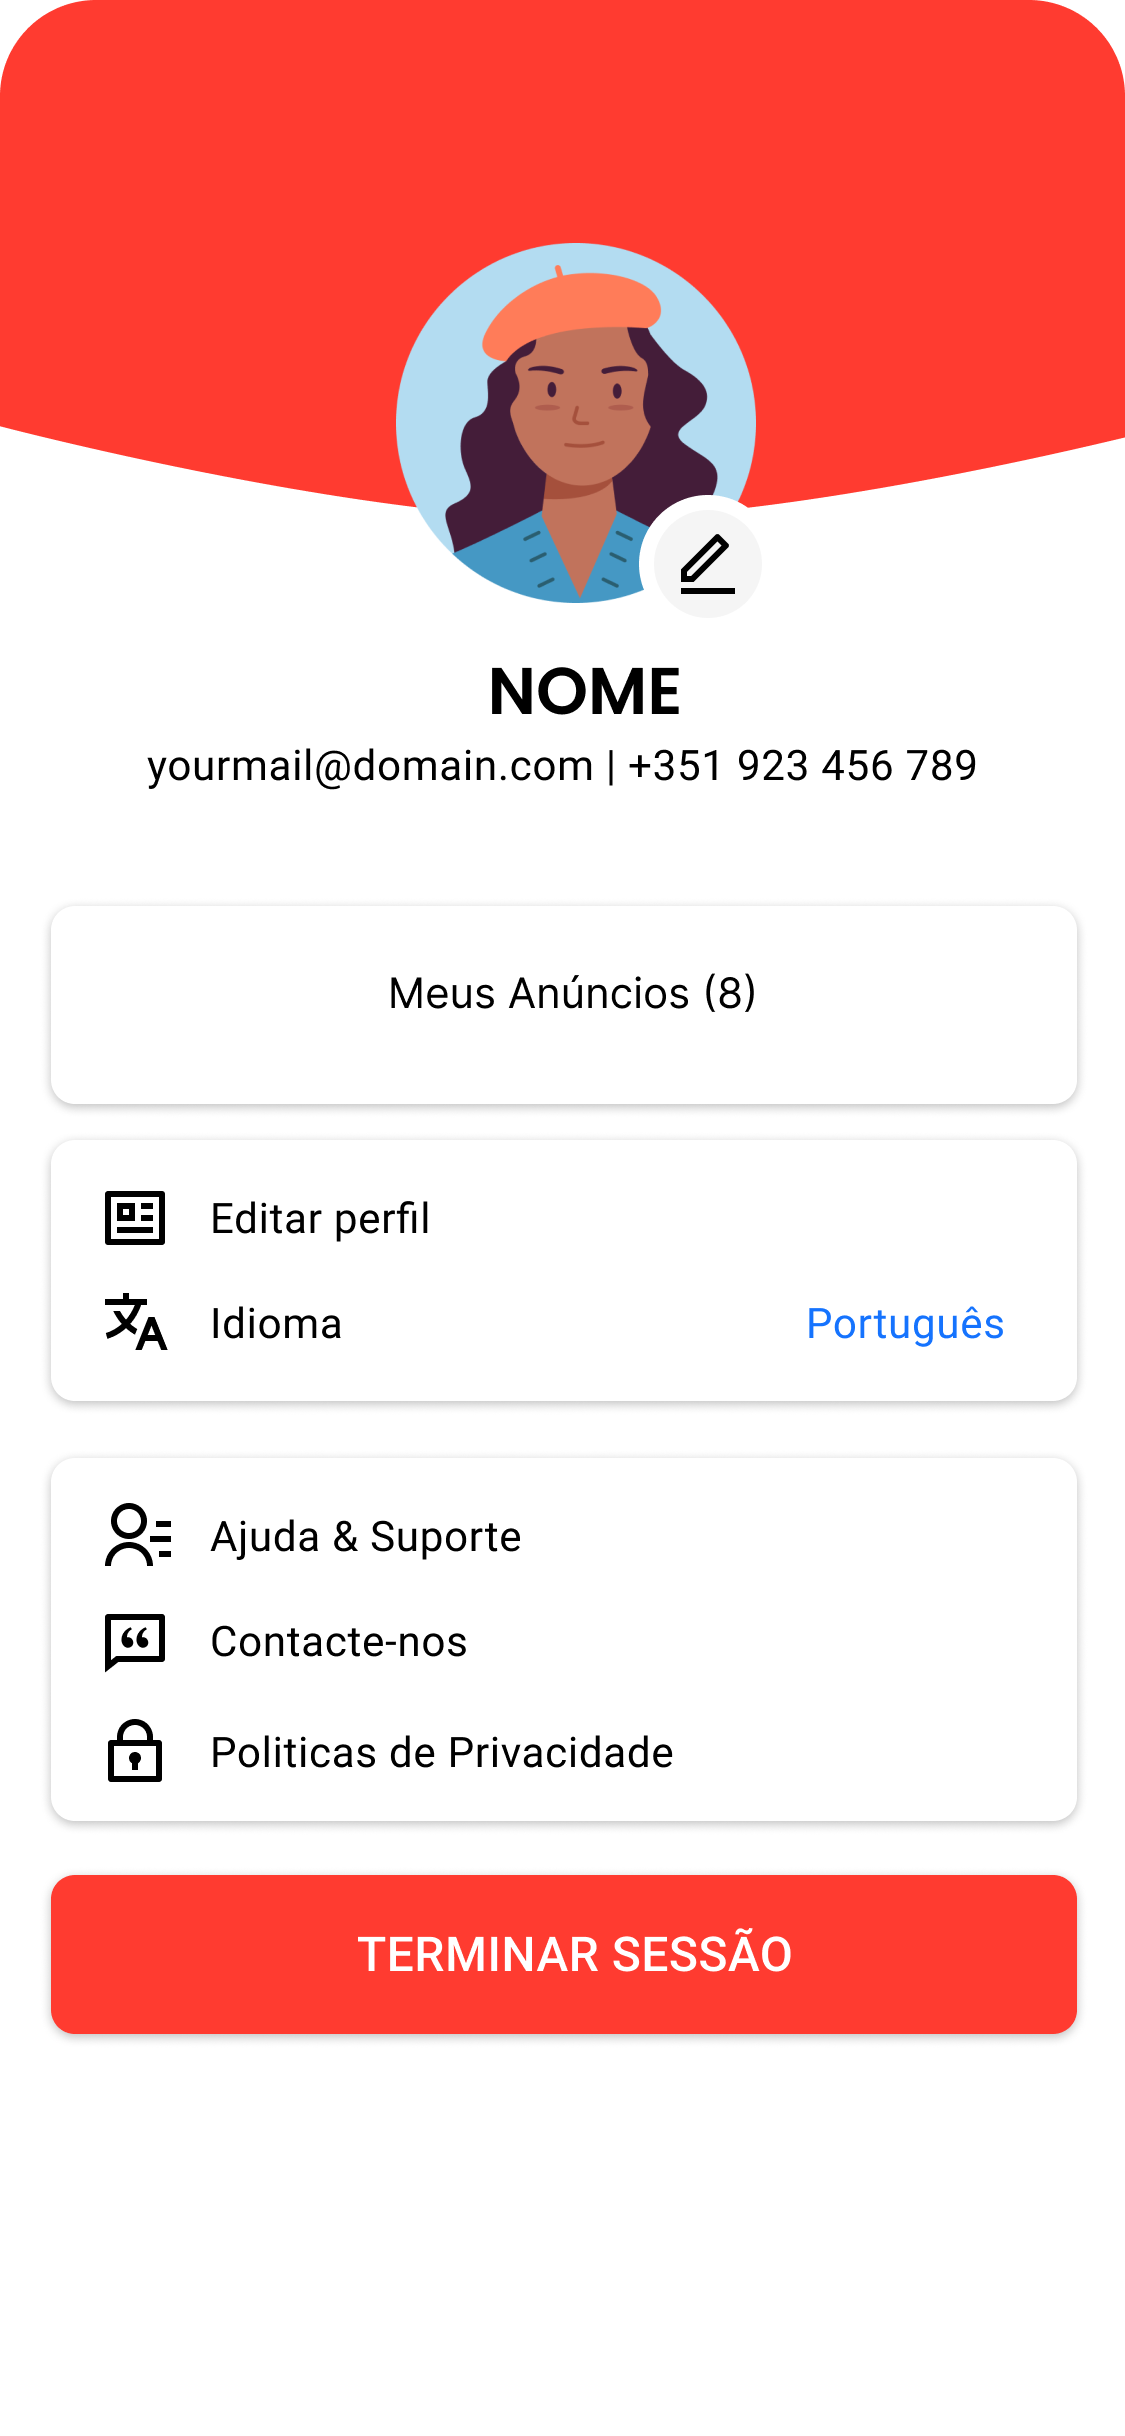 NOME
yourmail@domain.com | +351 923 456 789
Meus Anúncios (8)
Editar perfil
Idioma Português
Ajuda & Suporte
Contacte-nos
Politicas de Privacidade
TERMINAR SESSÃO